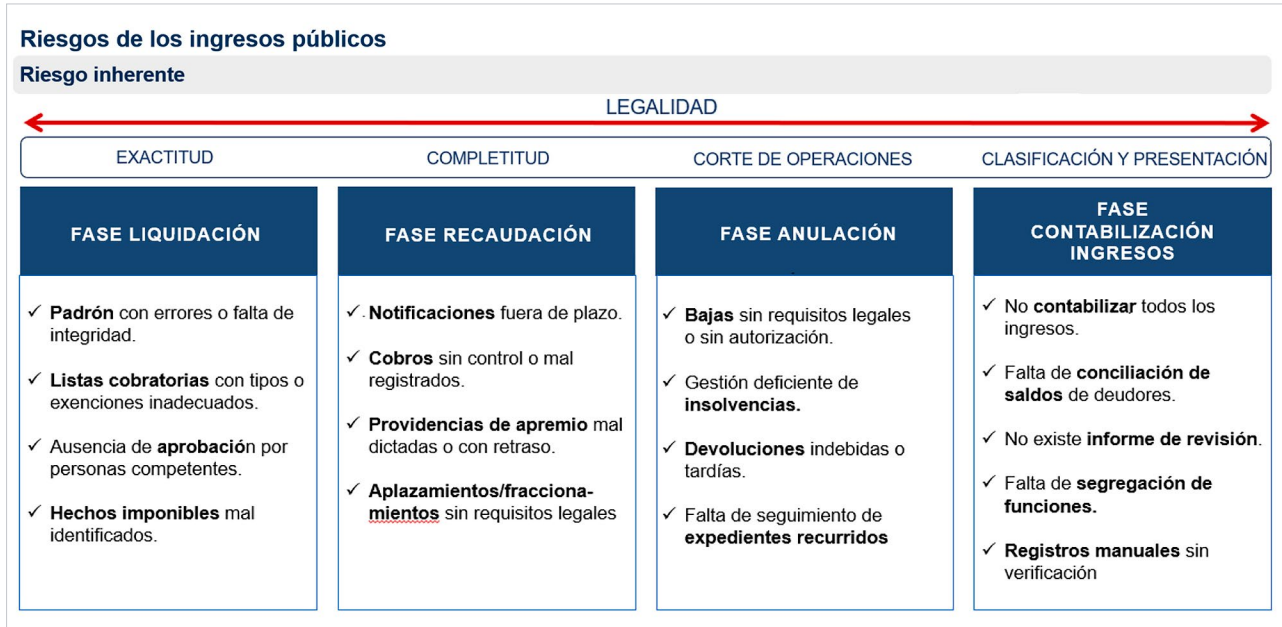 Riesgos de los ingresos públicos
Riesgo inherente
LEGALIDAD
EXACTITUD
COMPLETITUD
CORTE DE OPERACIONES
CLASIFICACIÓN Y PRESENTACIÓN
FASE LIQUIDACIÓN
✓ Padrón con errores o falta de
integridad.
✓ Listas cobratorias con tipos o
exenciones inadecuados.
✓ Ausencia de aprobación por
personas competentes.
✓ Hechos imponibles mal
identificados.
FASE RECAUDACIÓN
✓ Notificaciones fuera de plazo.
✓ Cobros sin control o mal
registrados.
✓ Providencias de apremio mal
dictadas o con retraso.
✓ Aplazamientos/fracciona-
mientos sin requisitos legales
FASE ANULACIÓN
✓ Bajas sin requisitos legales
o sin autorización.
✓ Gestión deficiente de
insolvencias.
✓ Devoluciones indebidas o
tardías.
✓ Falta de seguimiento de
expedientes recurridos
FASE
CONTABILIZACIÓN
INGRESOS
✓ No contabilizar todos los
ingresos.
✓ Falta de conciliación de
saldos de deudores.
✓ No existe informe de revisión.
✓ Falta de segregación de
funciones.
✓ Registros manuales sin
verificación